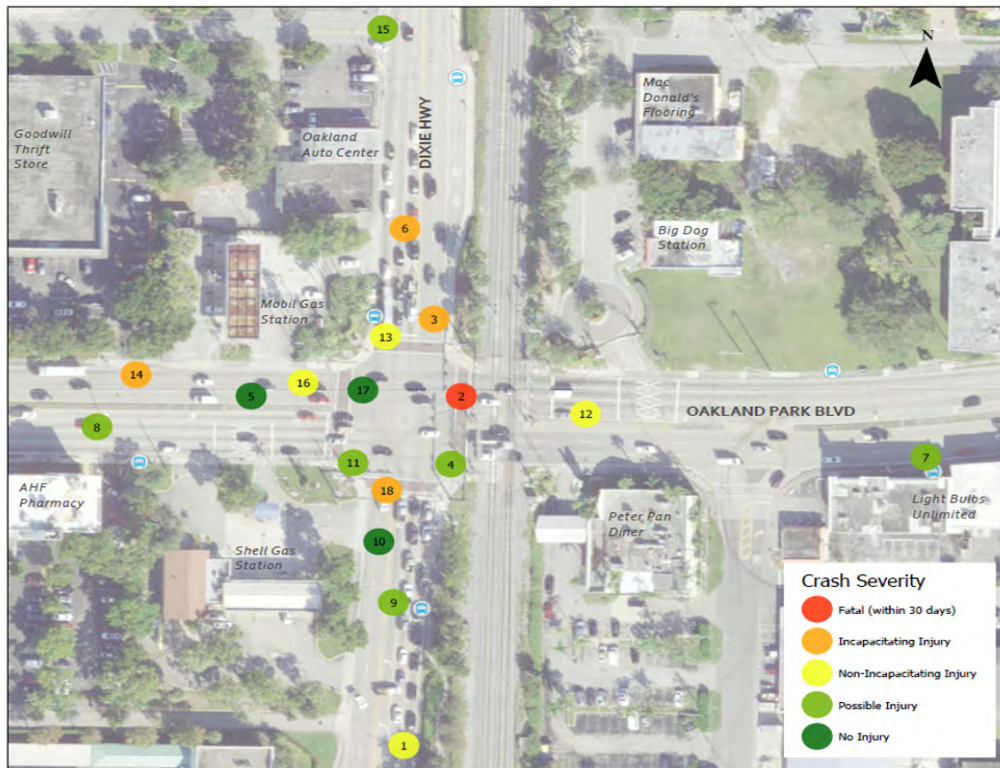 15
N
Mac
Donald's
Flooring
Goodwill
Thrift
Store
Oakland
Auto Center
DIXIE HWY
6
Big Dog
Station
Mobil Gas
Station
3
13
14
16
17
5
2
12
OAKLAND PARK BLVD
8
11
4
7
AHF
Pharmacy
18
Light Bulbs
Unlimited
Peter Pan
Diner
10
Shell Gas
Station
9
1
Crash Severity
Fatal (within 30 days)
Incapacitating Injury
Non-Incapacitating Injury
Possible Injury
No Injury